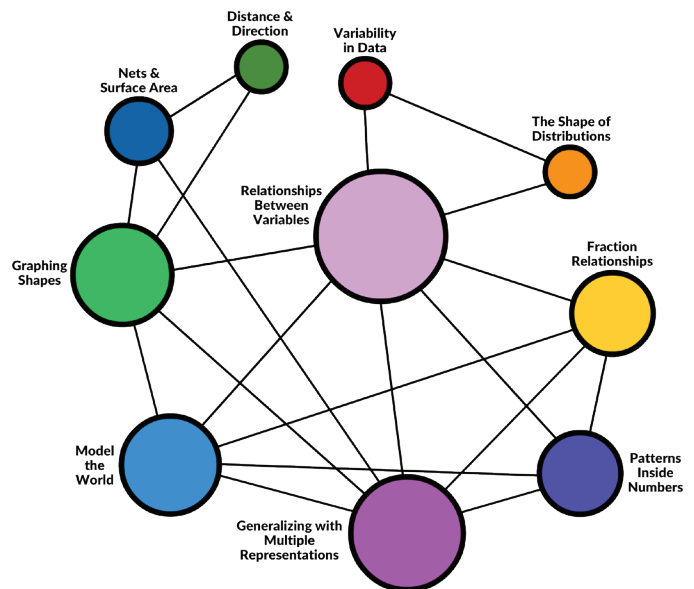 Distance &
Direction
Variability
in Data
Nets &
Surface Area
The Shape of
Distributions
Relationships
Between
Variables
Fraction
Relationships
Graphing
Shapes
Model
the
World
Patterns
Inside
Numbers
Generalizing with
Multiple
Representations